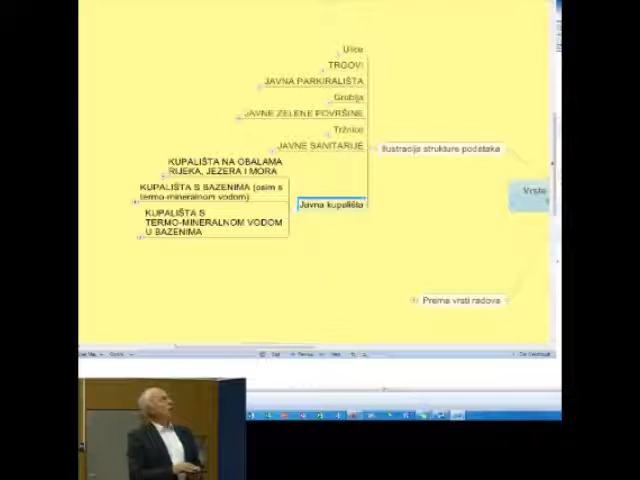 Ulice
TRGOVI
JAVNA PARKIRALIŠTA
Groblja
JAVNE ZELENE POVRŠINE
Tržnice
JAVNE SANITARIJE
Ilustracija strukture podataka
KUPALIŠTA NA OBALAMA
RIJEKA, JEZERA I MORA
KUPALIŠTA S BAZENIMA (osim s
termo-mineralnom vodom)
Vrste
Javna kupališta
KUPALIŠTA S
TERMO-MINERALNOM VODOM
U BAZENIMA
Prema vrsti radova